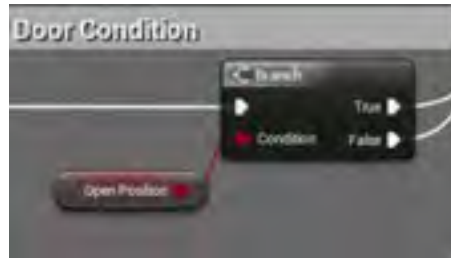 Door Condition
Branch
True
Condition
False
Open Position